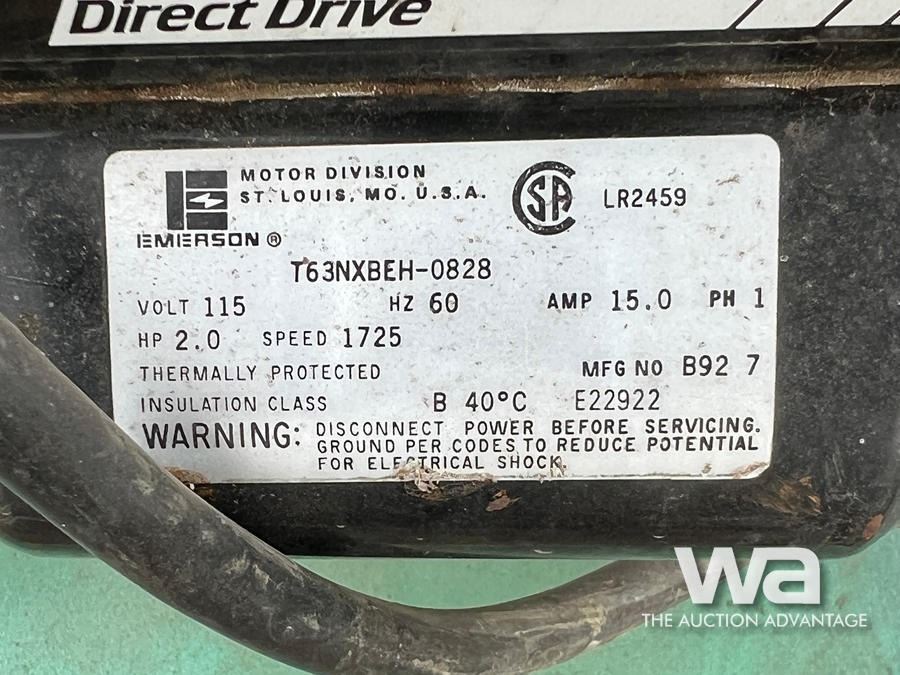 Direct Drive
MOTOR DIVISION
ST. LOUIS, MO. U.S.A.
EMERSON ®
SA
LR2459
T63NXBEH-0828
VOLT 115 HZ 60 AMP 15.0 PH 1
HP 2.0 SPEED 1725
THERMALLY PROTECTED MFG NO B92 7
INSULATION CLASS B 40°C E22922
WARNING: DISCONNECT POWER BEFORE SERVICING.
GROUND PER CODES TO REDUCE POTENTIAL
FOR ELECTRICAL SHOCK.
wa
THE AUCTION ADVANTAGE